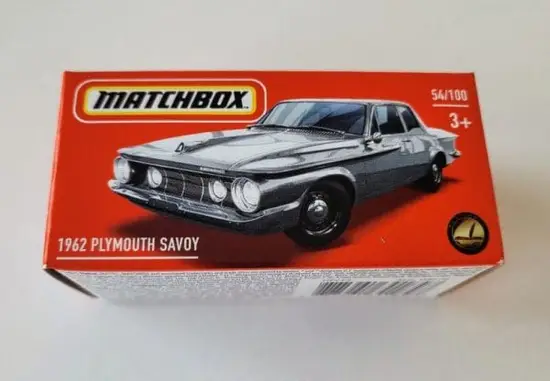 MATCHBOX
54/100
3+
1962 PLYMOUTH SAVOY